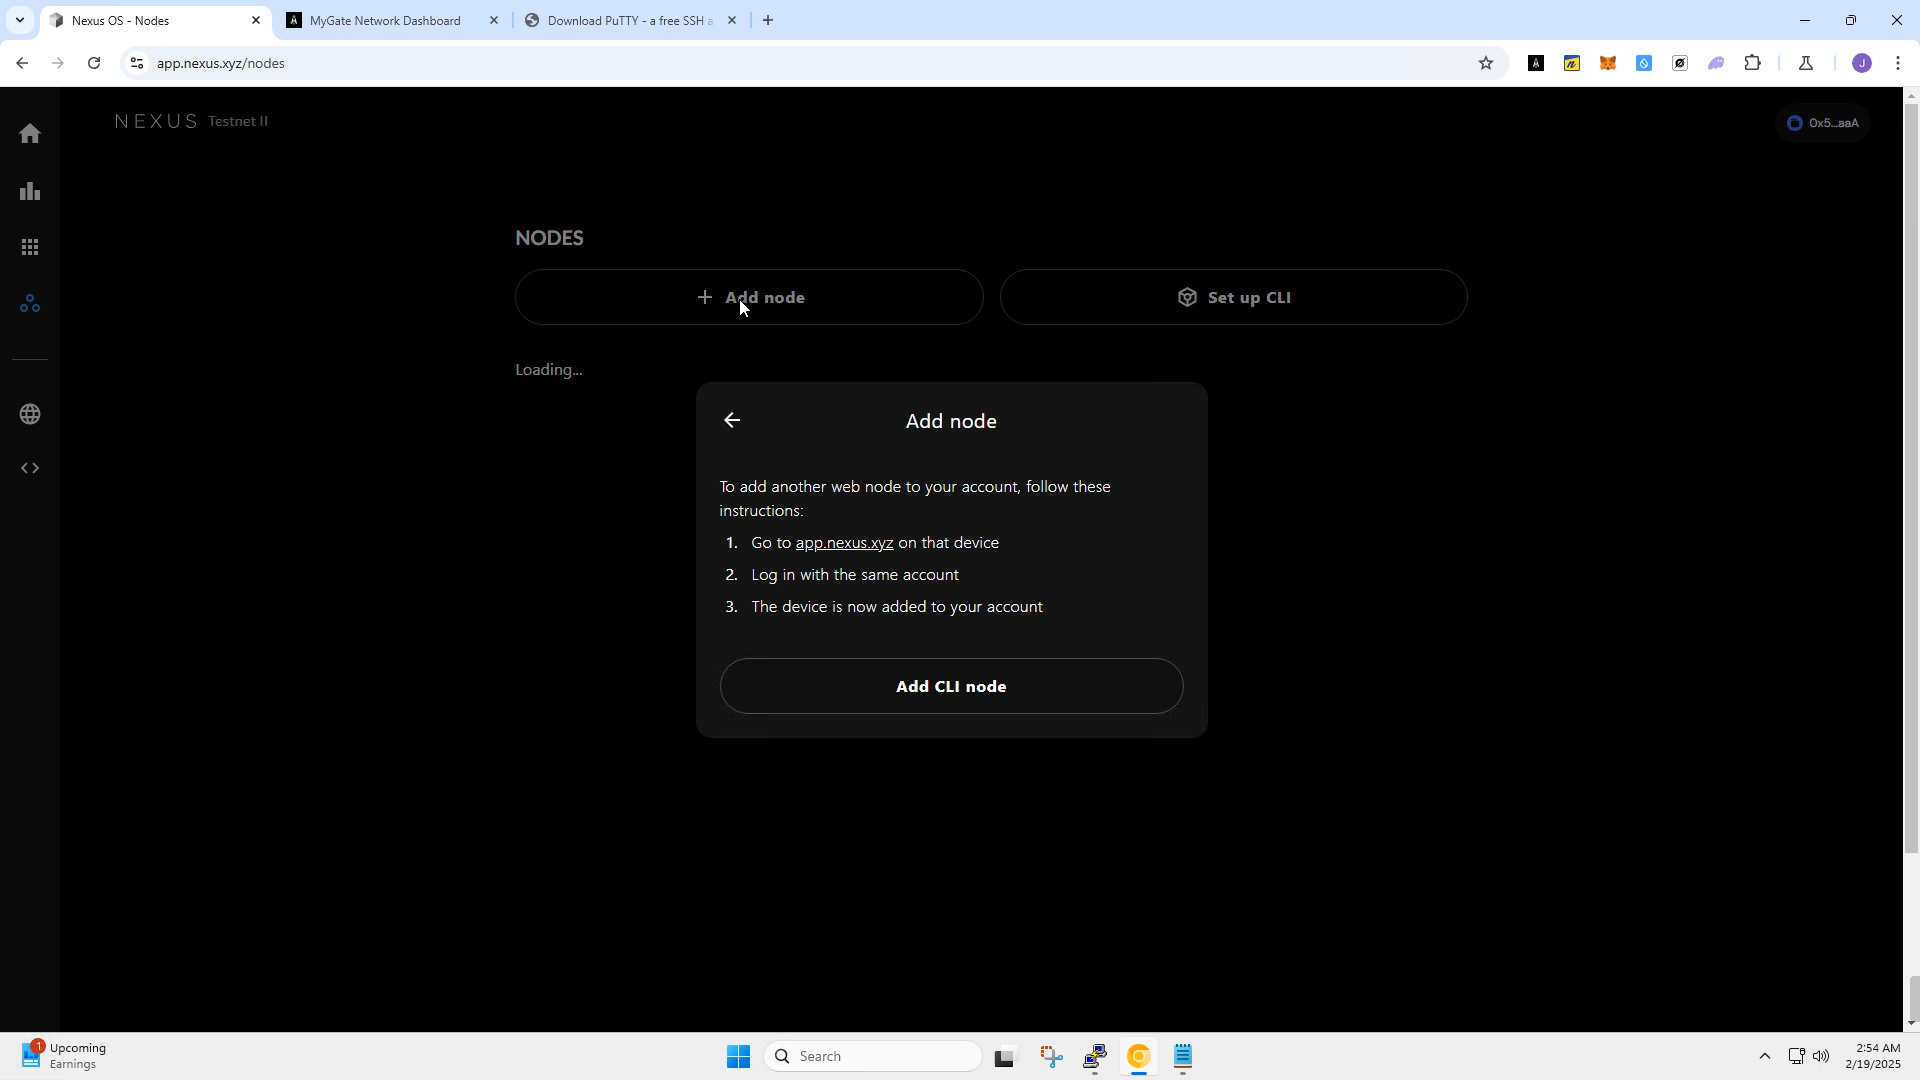 Nexus OS - Nodes
MyGate Network Dashboard
Download PuTTY - a free SSH
app.nexus.xyz/nodes
J
NEXUS Testnet II
0x5...aaA
NODES
Add node
Set up CLI
Loading...
Add node
To add another web node to your account, follow these
instructions:
1. Go to app.nexus.xyz on that device
2. Log in with the same account
3. The device is now added to your account
Add CLI node
1
Upcoming
Earnings
Search
2:54 AM
2/19/2025